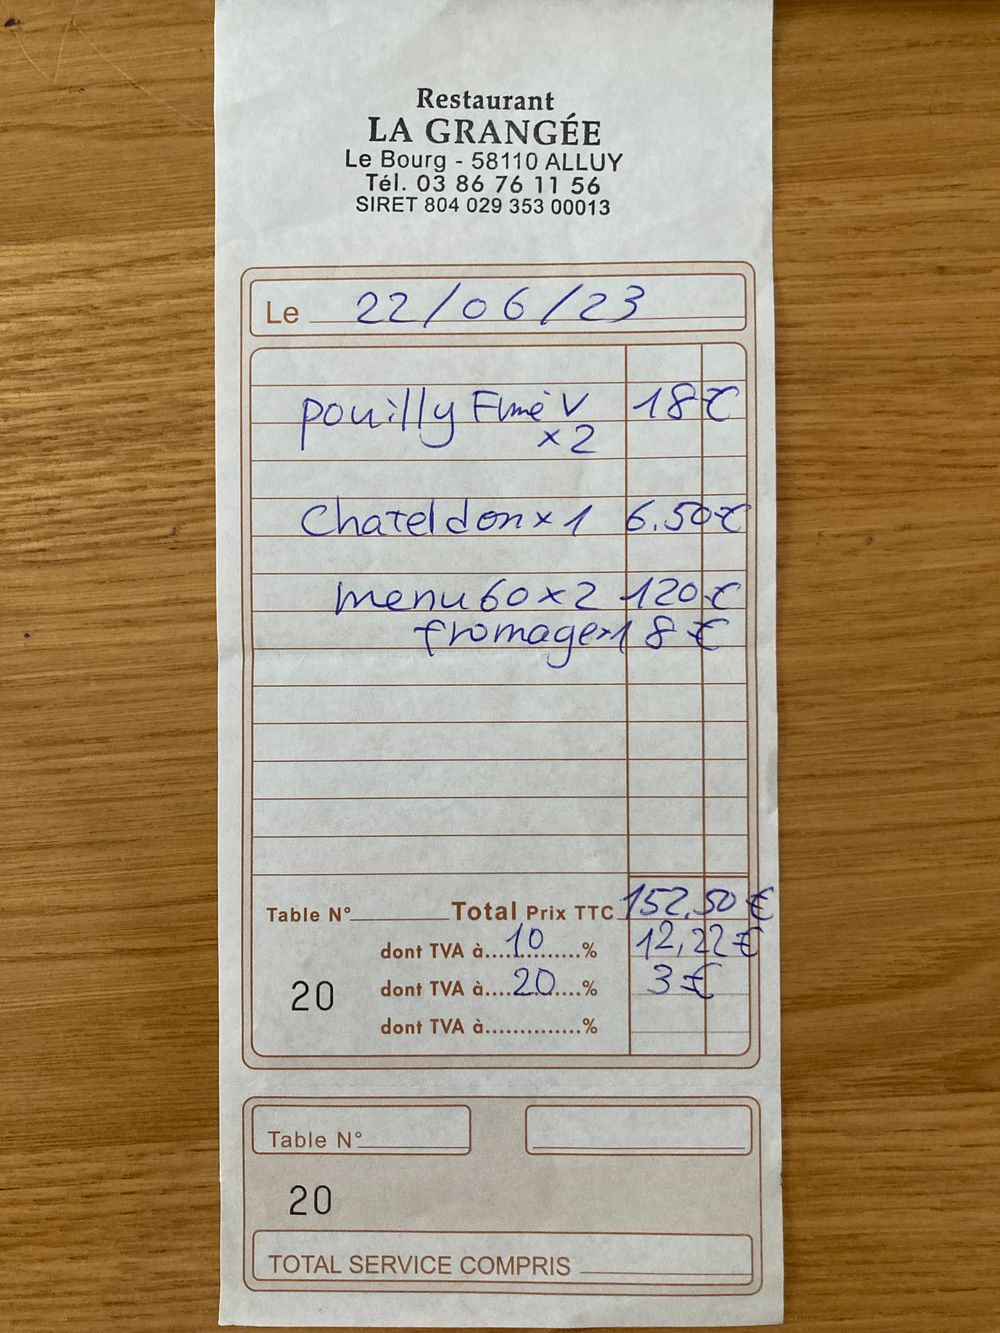 Restaurant
LA GRANGÉE
Le Bourg - 58110 ALLUY
Tél. 03 86 76 11 56
SIRET 804 029 353 00013
Le 22/06/23
pouilly Fumé V 18€
x2
Chateldon x 1 6.50€
menu 60 x 2 120€
fromage x1 8€
Table N° Total Prix TTC 152,50€
dont TVA à....10.......% 12,22€
20 dont TVA à....20....% 3€
dont TVA à..............%
Table N°
20
TOTAL SERVICE COMPRIS